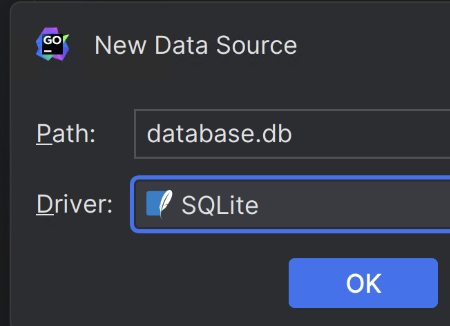 GO New Data Source
Path: database.db
Driver: SQLite
OK